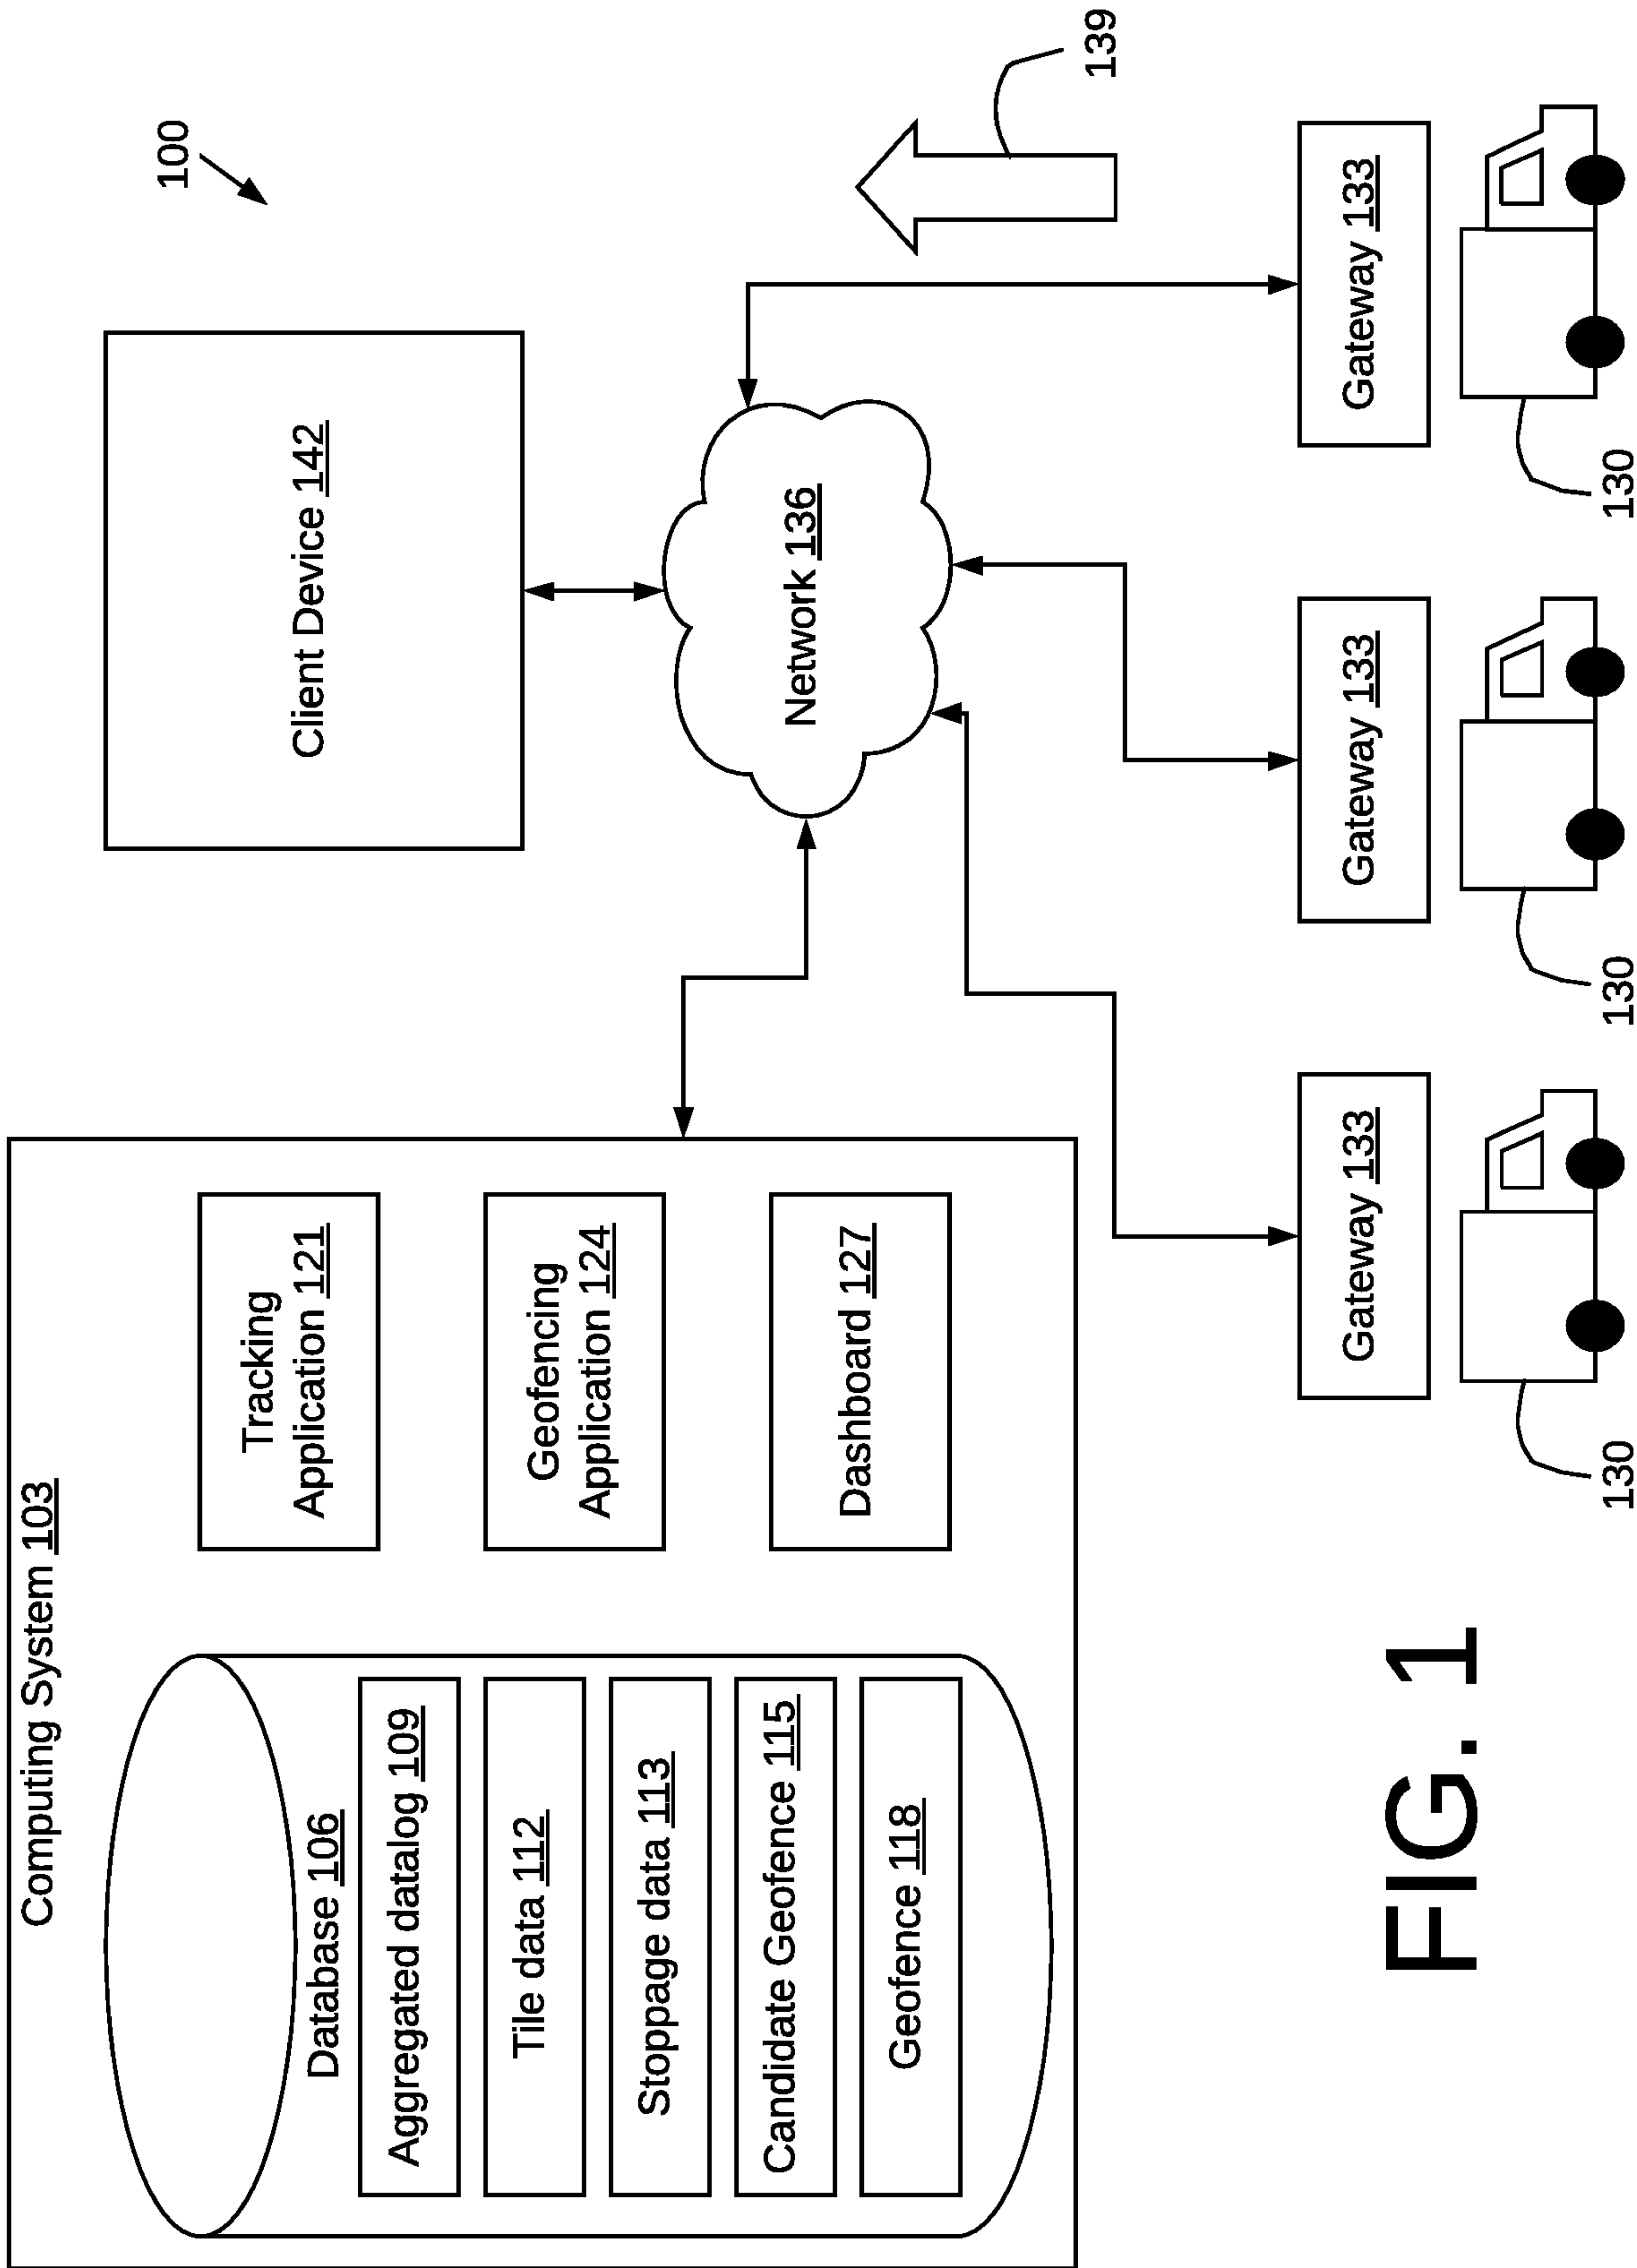 100
Computing System 103
Database 106
Aggregated datalog 109
Tile data 112
Stoppage data 113
Candidate Geofence 115
Geofence 118
Tracking
Application 121
Geofencing
Application 124
Dashboard 127
Client Device 142
Network 136
139
Gateway 133
Gateway 133
Gateway 133
130
130
130
FIG. 1